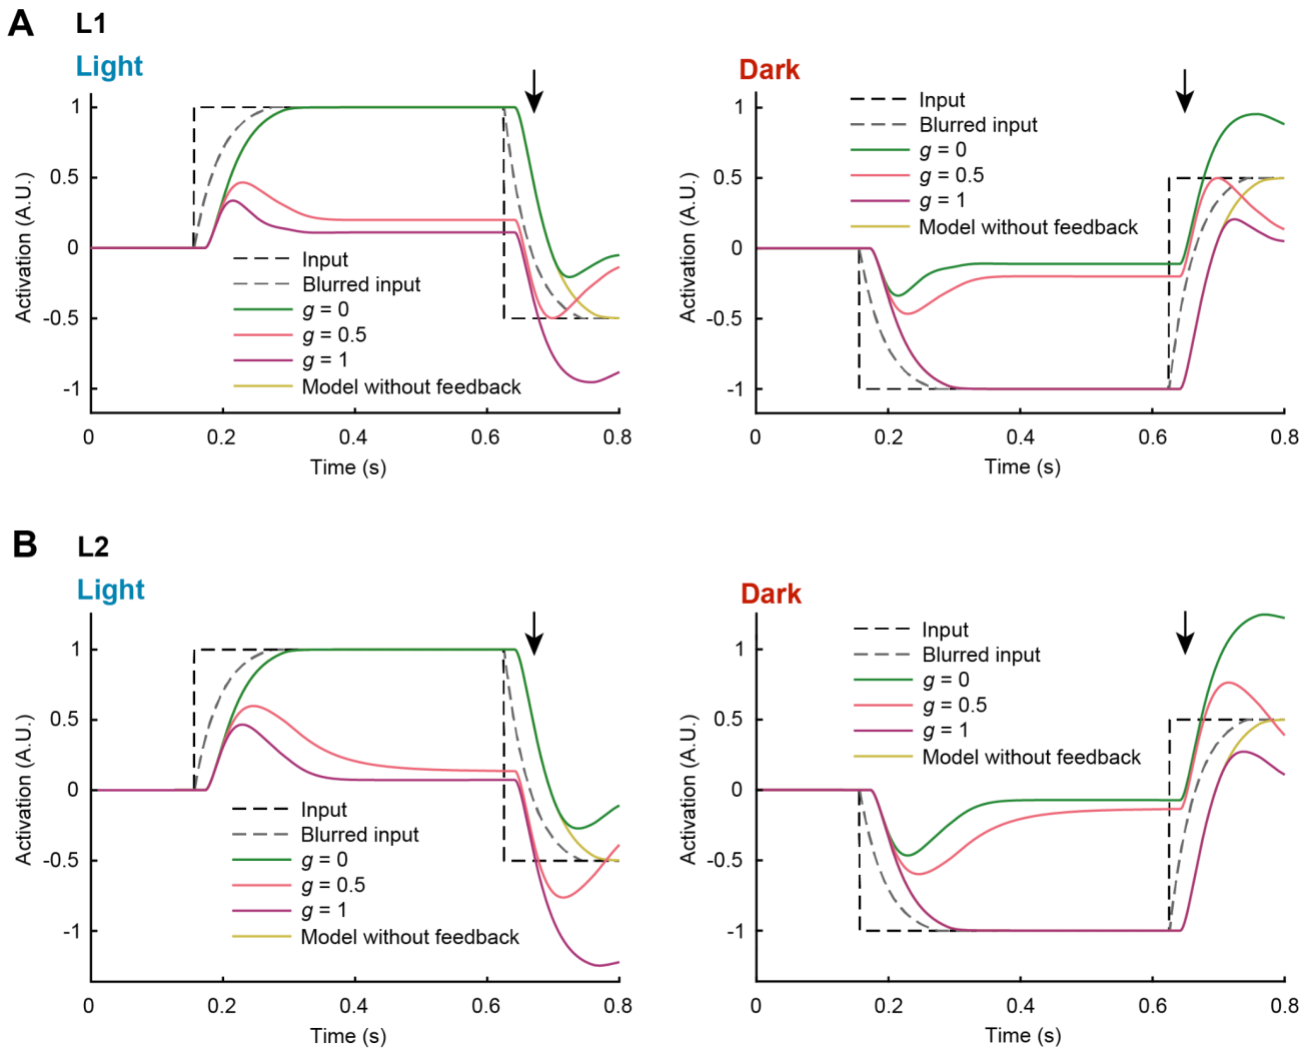 A L1
Light
Activation (A.U.)
1
0.5
0
-0.5
-1
Input
Blurred input
g = 0
g = 0.5
g = 1
Model without feedback
0 0.2 0.4 0.6 0.8
Time (s)
Dark
Activation (A.U.)
1
0.5
0
-0.5
-1
Input
Blurred input
g = 0
g = 0.5
g = 1
Model without feedback
0 0.2 0.4 0.6 0.8
Time (s)
B L2
Light
Activation (A.U.)
1
0.5
0
-0.5
-1
Input
Blurred input
g = 0
g = 0.5
g = 1
Model without feedback
0 0.2 0.4 0.6 0.8
Time (s)
Dark
Activation (A.U.)
1
0.5
0
-0.5
-1
Input
Blurred input
g = 0
g = 0.5
g = 1
Model without feedback
0 0.2 0.4 0.6 0.8
Time (s)